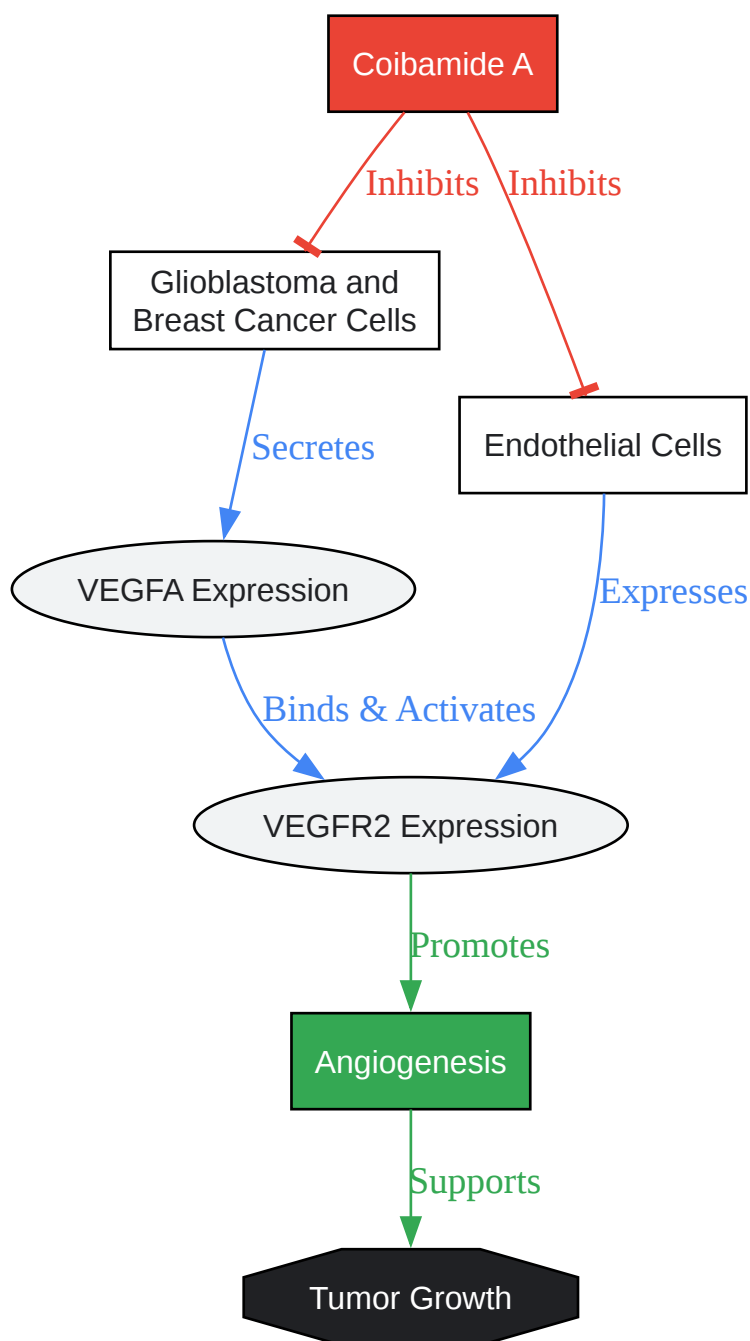 Coibamide A
Inhibits
Inhibits
Glioblastoma and
Breast Cancer Cells
Endothelial Cells
Secretes
VEGFA Expression
Expresses
Binds & Activates
VEGFR2 Expression
Promotes
Angiogenesis
Supports
Tumor Growth